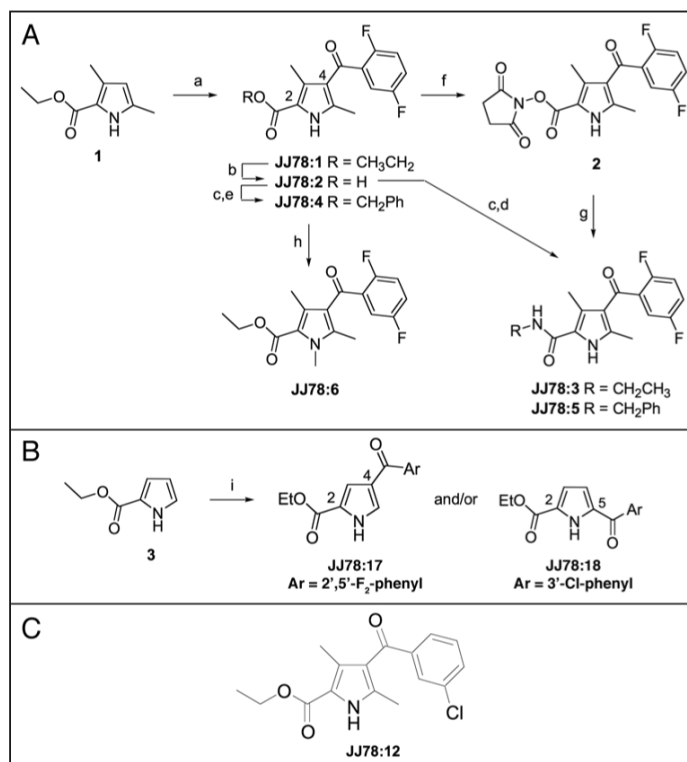 A
O
F
4
2
RO
O
N
H
F
JJ78:1 R = CH₃CH₂
JJ78:2 R = H
JJ78:4 R = CH₂Ph
a
b
c,e
f
O
N
H
O
1
O
N
O
O
O
O
N
H
F
F
2
c,d
g
h
O
O
N
O
F
F
JJ78:6
H
N
R
O
N
H
O
F
F
JJ78:3 R = CH₂CH₃
JJ78:5 R = CH₂Ph
B
O
O
N
H
3
i
O
Ar
4
2
EtO
O
N
H
JJ78:17
Ar = 2',5'-F₂-phenyl
and/or
EtO
2
5
Ar
O
N
H
O
JJ78:18
Ar = 3'-Cl-phenyl
C
O
O
O
N
H
Cl
JJ78:12